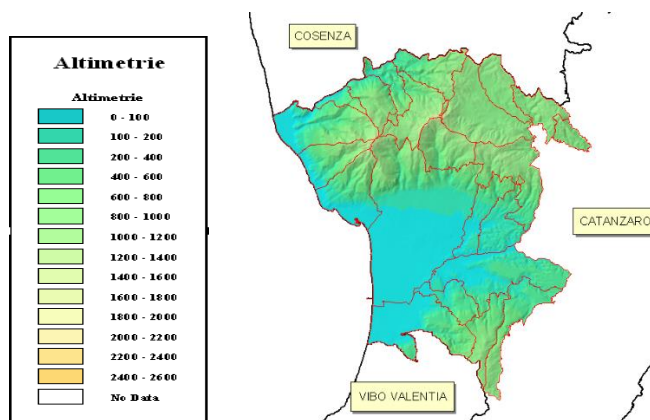 Altimetrie
Altimetrie
0 - 100
100 - 200
200 - 400
400 - 600
600 - 800
800 - 1000
1000 - 1200
1200 - 1400
1400 - 1600
1600 - 1800
1800 - 2000
2000 - 2200
2200 - 2400
2400 - 2600
No Data
COSENZA
CATANZARO
VIBO VALENTIA